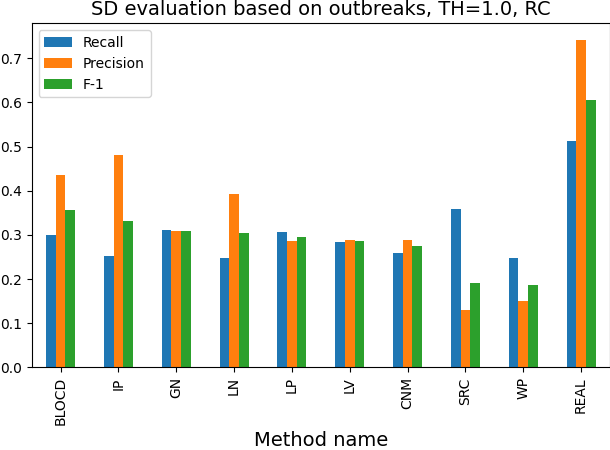 SD evaluation based on outbreaks, TH=1.0, RC
Recall
Precision
F-1
0.7
0.6
0.5
0.4
0.3
0.2
0.1
0.0
BLOCD
IP
GN
LN
LP
LV
CNM
SRC
WP
REAL
Method name